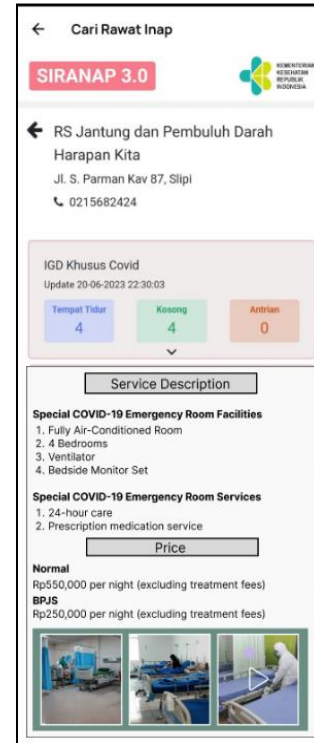 Cari Rawat Inap
SIRANAP 3.0
KEMENTERIAN
KESEHATAN
REPUBLIK
INDONESIA
RS Jantung dan Pembuluh Darah
Harapan Kita
Jl. S. Parman Kav 87, Slipi
0215682424
IGD Khusus Covid
Update 20-06-2023 22:30:03
Tempat Tidur
4
Kosong
4
Antrian
0
Service Description
Special COVID-19 Emergency Room Facilities
1. Fully Air-Conditioned Room
2. 4 Bedrooms
3. Ventilator
4. Bedside Monitor Set
Special COVID-19 Emergency Room Services
1. 24-hour care
2. Prescription medication service
Price
Normal
Rp550,000 per night (excluding treatment fees)
BPJS
Rp250,000 per night (excluding treatment fees)